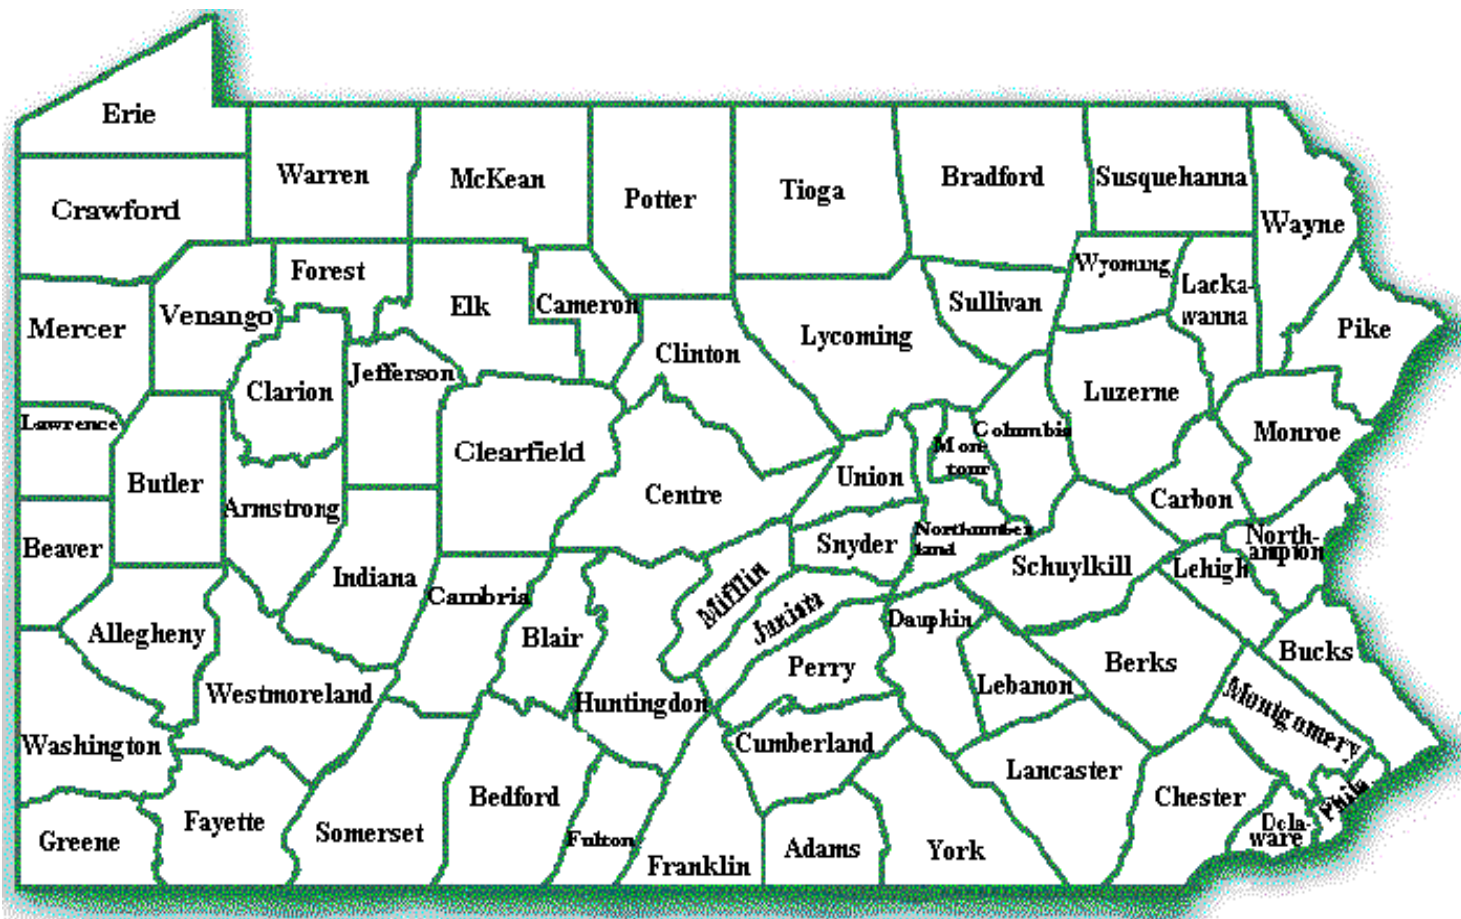 Erie
Warren
McKean
Potter
Tioga
Bradford
Susquehanna
Crawford
Wayne
Forest
Wyoming
Venango
Elk
Cameron
Sullivan
Lacka-
wanna
Mercer
Clinton
Lycoming
Pike
Jefferson
Clarion
Luzerne
Lawrence
Columbia
Monroe
Clearfield
Mon-
tour
Butler
Centre
Union
Carbon
Armstrong
Northumber
land
North-
ampton
Beaver
Snyder
Indiana
Schuylkill
Lehigh
Cambria
Mifflin
Junian
Dauphin
Allegheny
Blair
Perry
Berks
Bucks
Westmoreland
Huntingdon
Lebanon
Montgomery
Washington
Cumberland
Lancaster
Bedford
Chester
Phila.
Greene
Fayette
Somerset
Fulton
Franklin
Adams
York
Dela-
ware